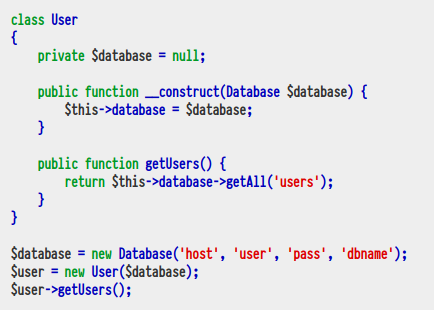 class User
{
    private $database = null;

    public function __construct(Database $database) {
        $this->database = $database;
    }

    public function getUsers() {
        return $this->database->getAll('users');
    }
}

$database = new Database('host', 'user', 'pass', 'dbname');
$user = new User($database);
$user->getUsers();